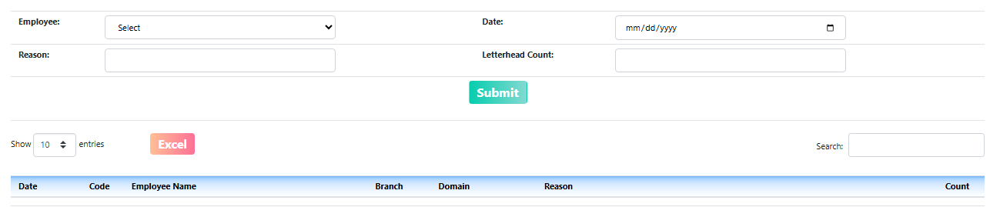 Employee: Select Date: mm/dd/yyyy
Reason: Letterhead Count:
Submit
Show 10 entries Excel Search:
Date Code Employee Name Branch Domain Reason Count